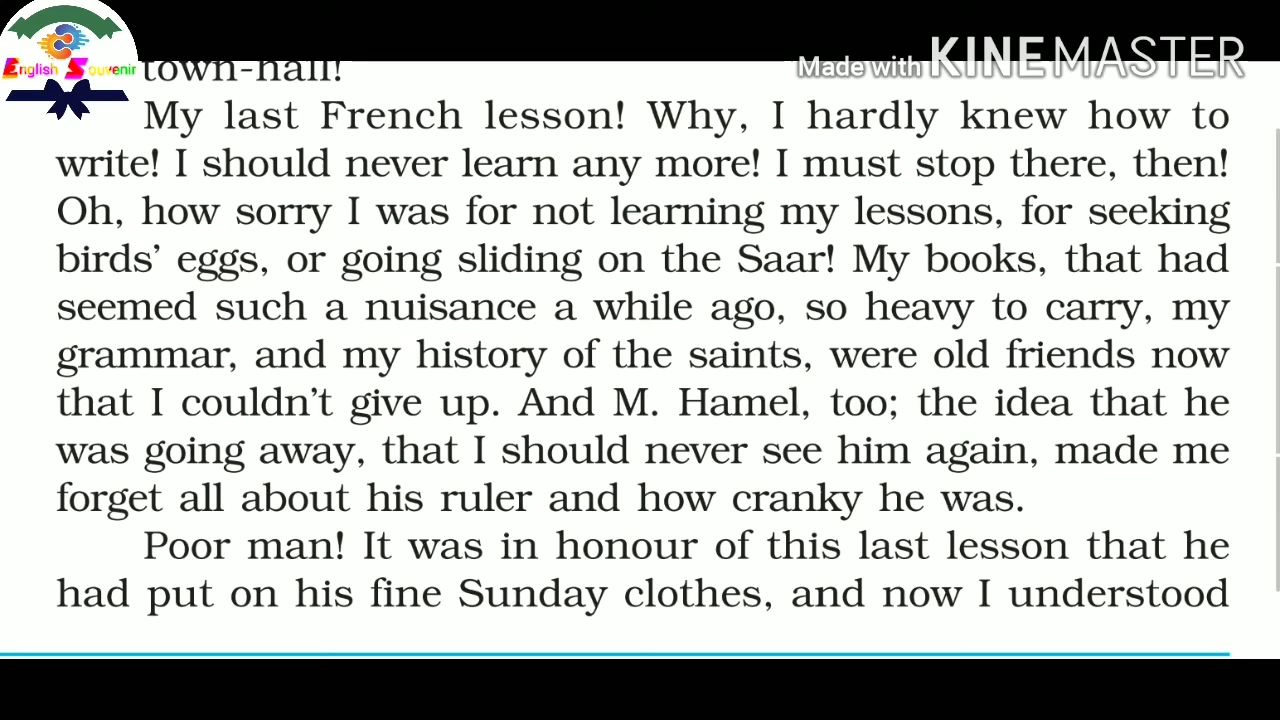 English Souvenir
Made with KINEMASTER
town-hall!
My last French lesson! Why, I hardly knew how to
write! I should never learn any more! I must stop there, then!
Oh, how sorry I was for not learning my lessons, for seeking
birds’ eggs, or going sliding on the Saar! My books, that had
seemed such a nuisance a while ago, so heavy to carry, my
grammar, and my history of the saints, were old friends now
that I couldn’t give up. And M. Hamel, too; the idea that he
was going away, that I should never see him again, made me
forget all about his ruler and how cranky he was.
Poor man! It was in honour of this last lesson that he
had put on his fine Sunday clothes, and now I understood